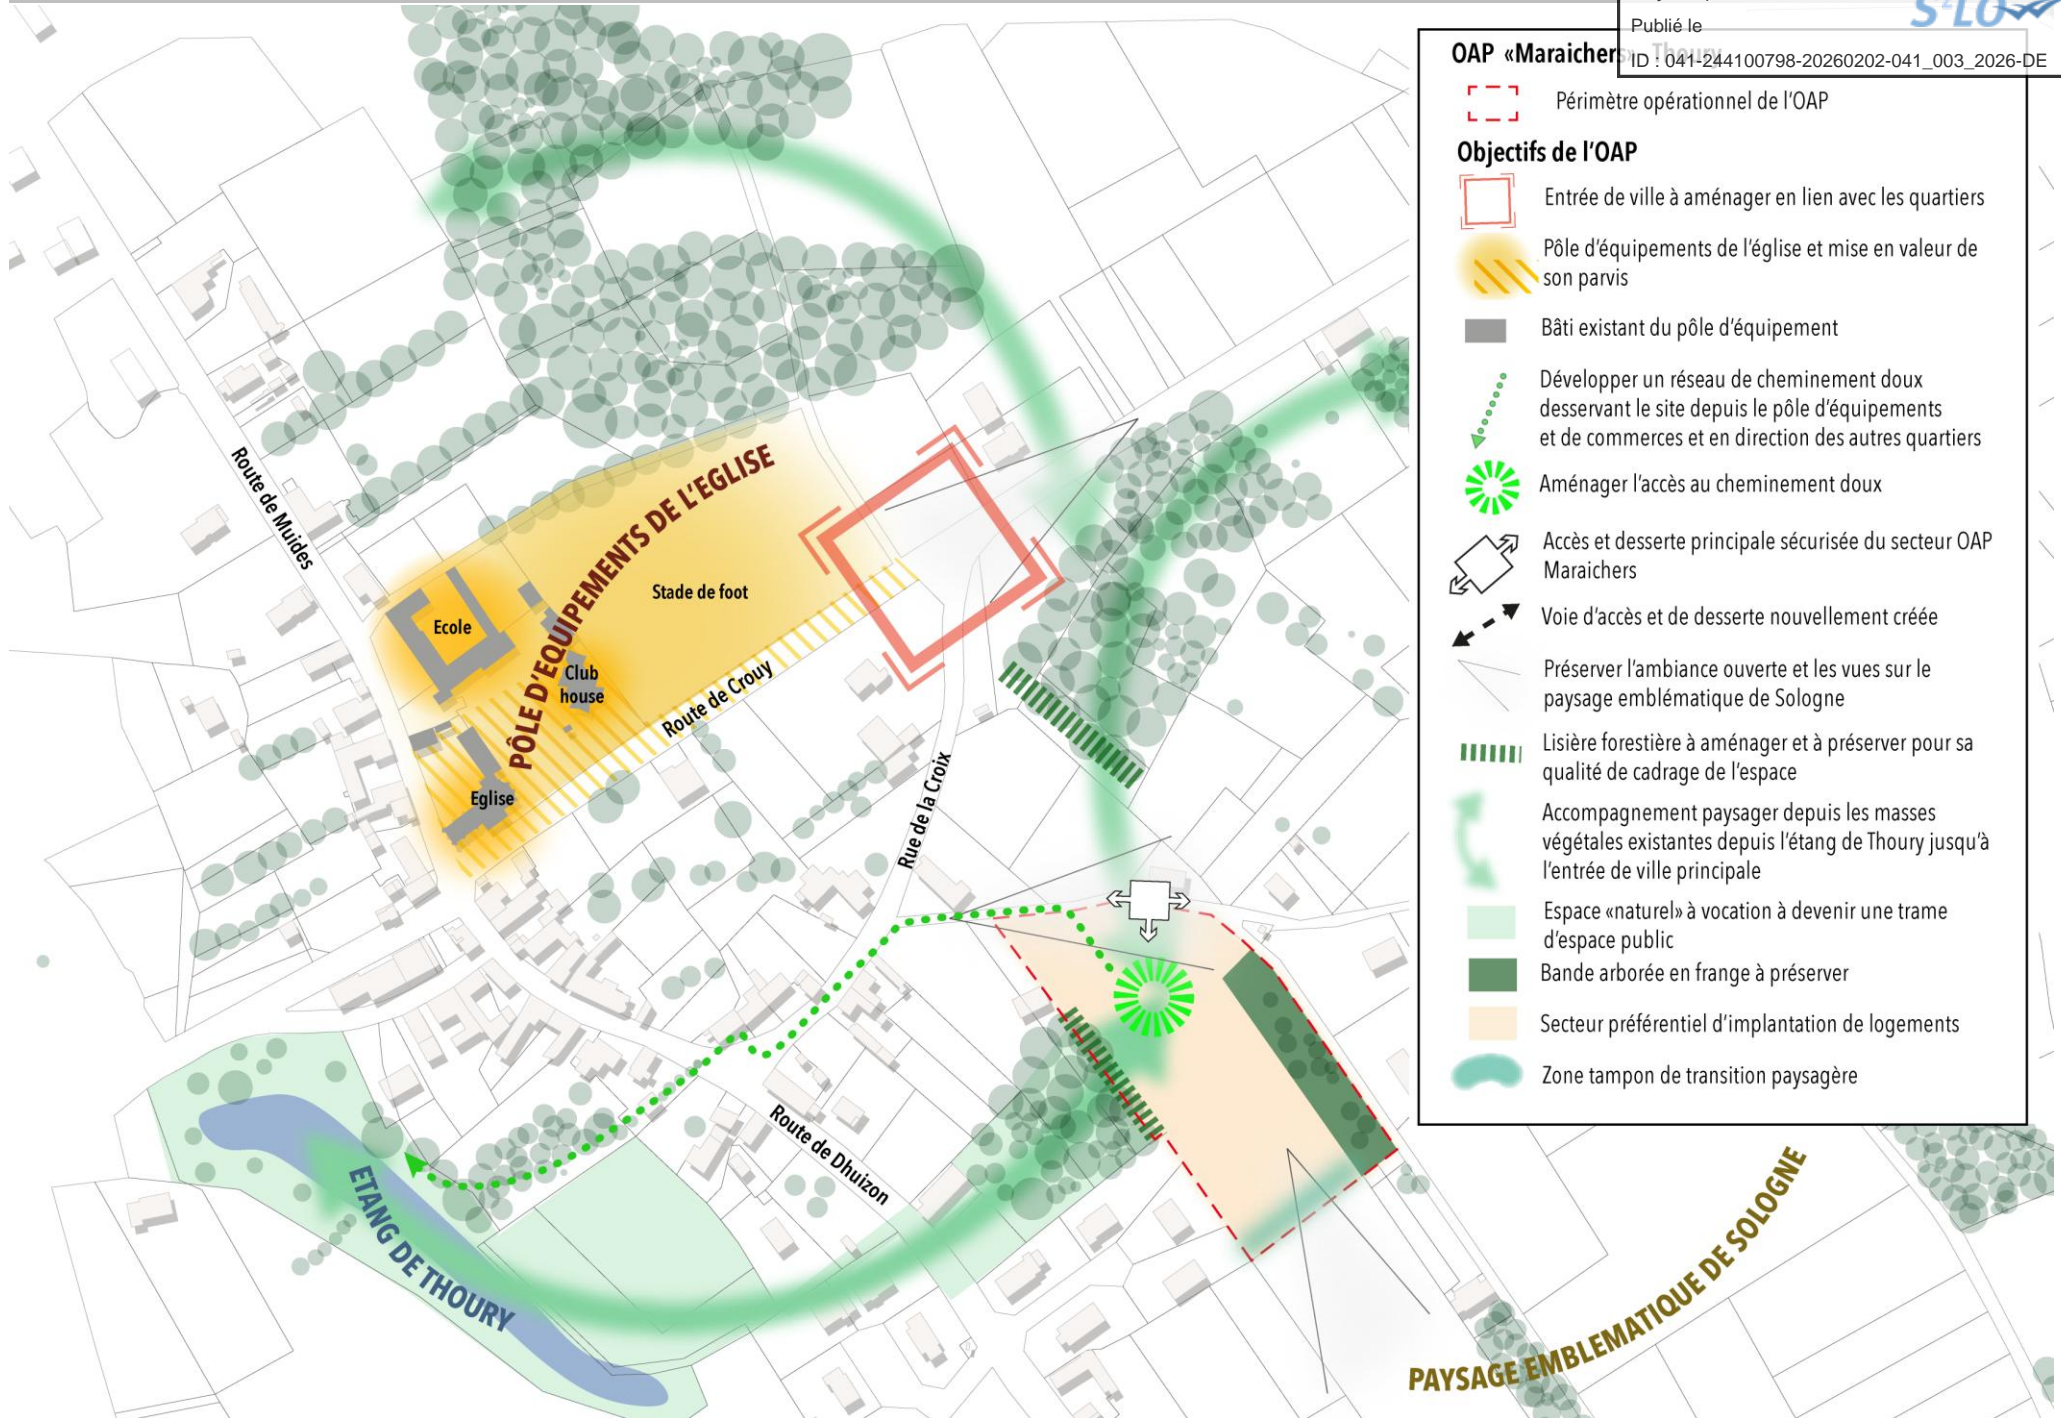 Publié le
S²LO
ID : 041-244100798-20260202-041_003_2026-DE
OAP «Maraichers» Thoury
Périmètre opérationnel de l'OAP
Objectifs de l'OAP
Entrée de ville à aménager en lien avec les quartiers
Pôle d'équipements de l'église et mise en valeur de
son parvis
Bâti existant du pôle d'équipement
Développer un réseau de cheminement doux
desservant le site depuis le pôle d'équipements
et de commerces et en direction des autres quartiers
Aménager l'accès au cheminement doux
Accès et desserte principale sécurisée du secteur OAP
Maraichers
Voie d'accès et de desserte nouvellement créée
Préserver l'ambiance ouverte et les vues sur le
paysage emblématique de Sologne
Lisière forestière à aménager et à préserver pour sa
qualité de cadrage de l'espace
Accompagnement paysager depuis les masses
végétales existantes depuis l'étang de Thoury jusqu'à
l'entrée de ville principale
Espace «naturel» à vocation à devenir une trame
d'espace public
Bande arborée en frange à préserver
Secteur préférentiel d'implantation de logements
Zone tampon de transition paysagère
Route de Muides
PÔLE D'EQUIPEMENTS DE L'EGLISE
Stade de foot
Ecole
Club
house
Route de Crouy
Eglise
Rue de la Croix
Route de Dhuizon
ETANG DE THOURY
PAYSAGE EMBLEMATIQUE DE SOLOGNE